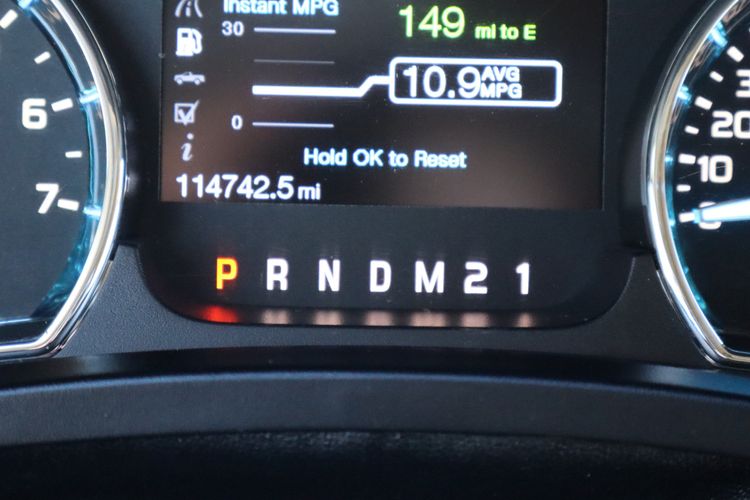 Instant MPG
30
149 mi to E
10.9 AVG MPG
0
i
Hold OK to Reset
114742.5 mi
6
7
20
10
0
P R N D M 2 1